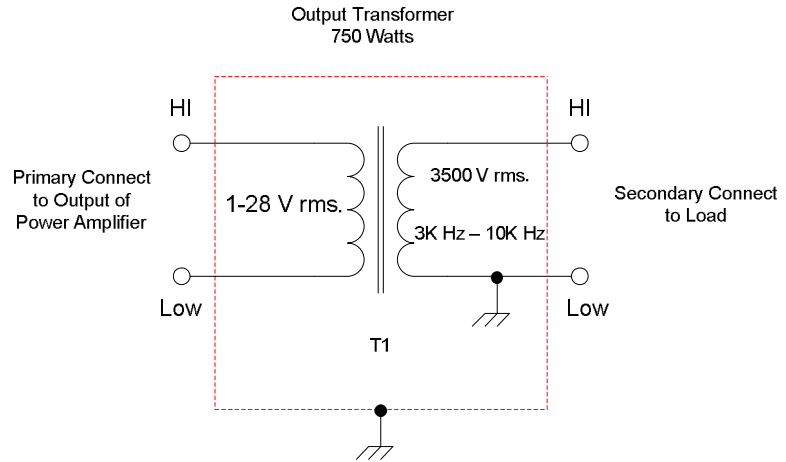 Output Transformer
750 Watts
HI
HI
Primary Connect
to Output of
Power Amplifier
1-28 V rms.
3500 V rms.
3K Hz – 10K Hz
Secondary Connect
to Load
Low
Low
T1